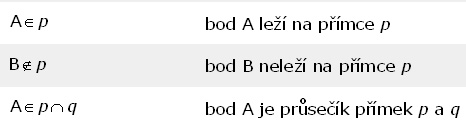 A ∈ p bod A leží na přímce p
B ∉ p bod B neleží na přímce p
A ∈ p ∩ q bod A je průsečík přímek p a q